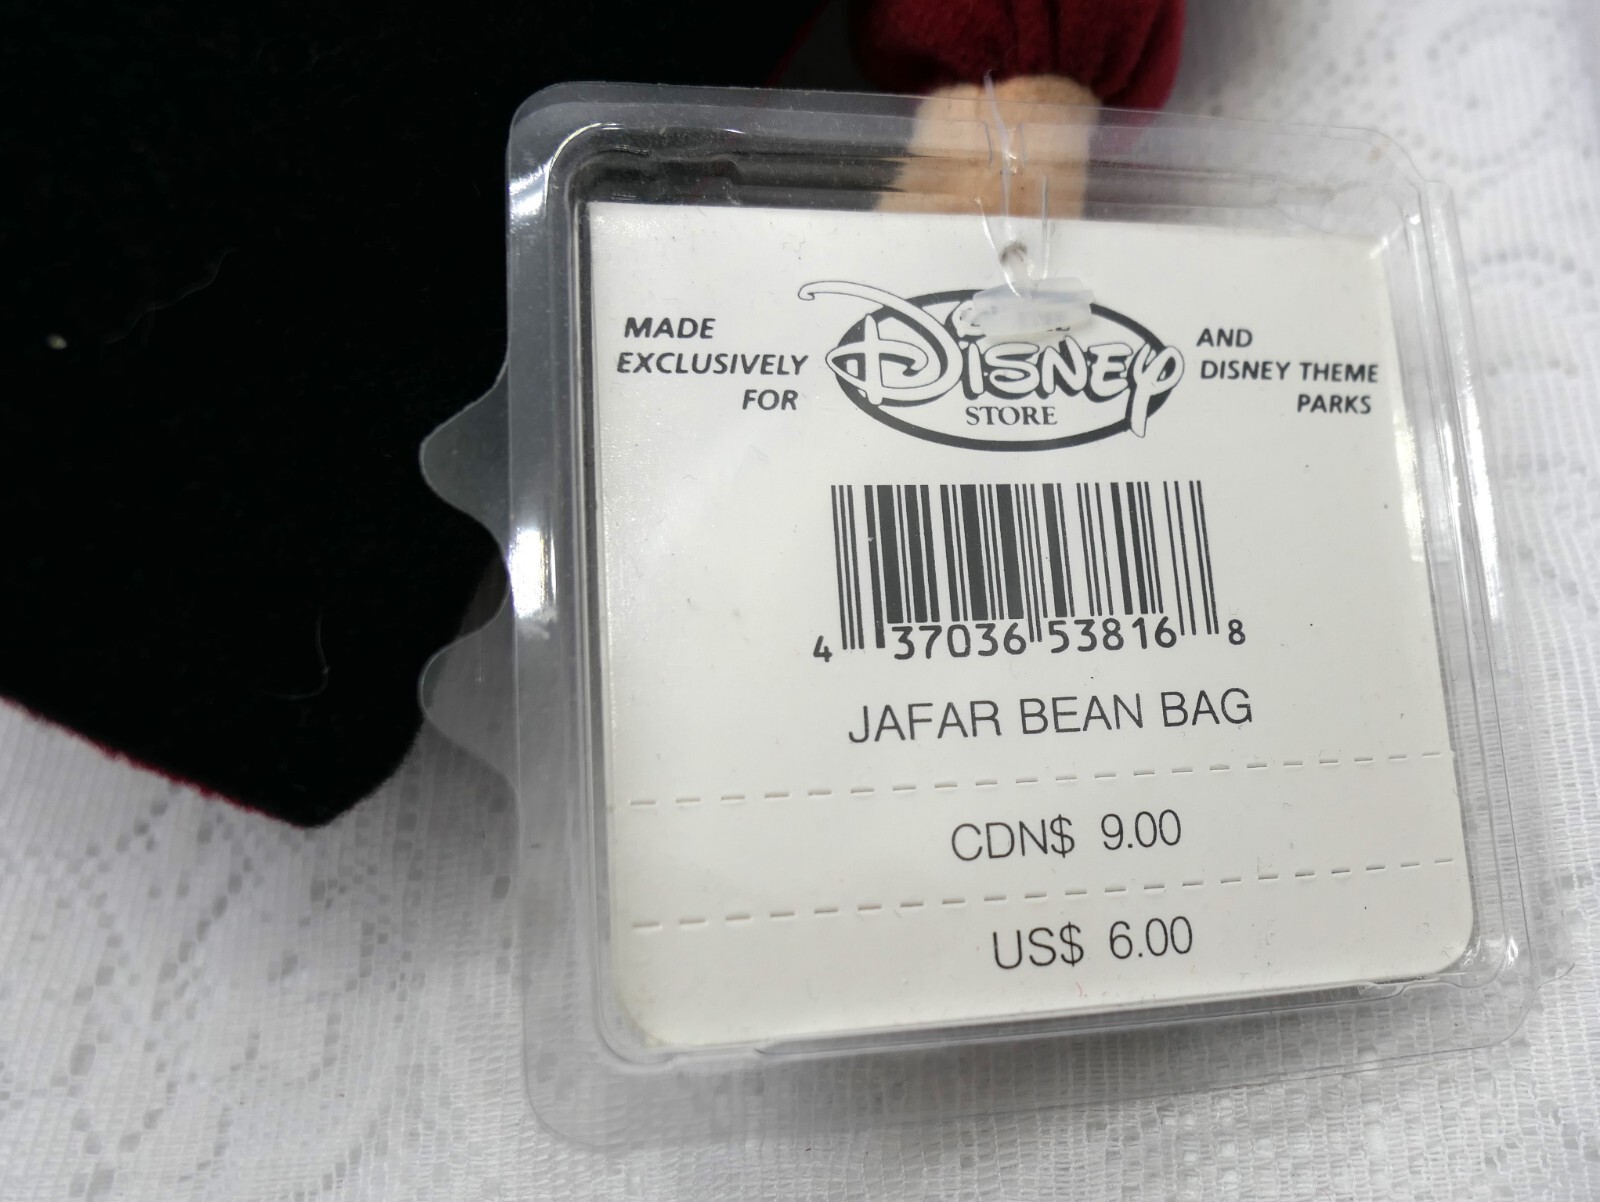 MADE
EXCLUSIVELY
FOR
DISNEY
STORE
AND
DISNEY THEME
PARKS
4 37036 53816 8
JAFAR BEAN BAG
CDN$ 9.00
US$ 6.00